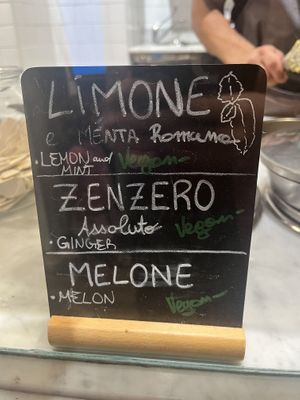 LIMONE
e MENTA Romana
• LEMON and MINT Vegan
ZENZERO
Assoluto Vegan
• GINGER
MELONE
• MELON Vegan